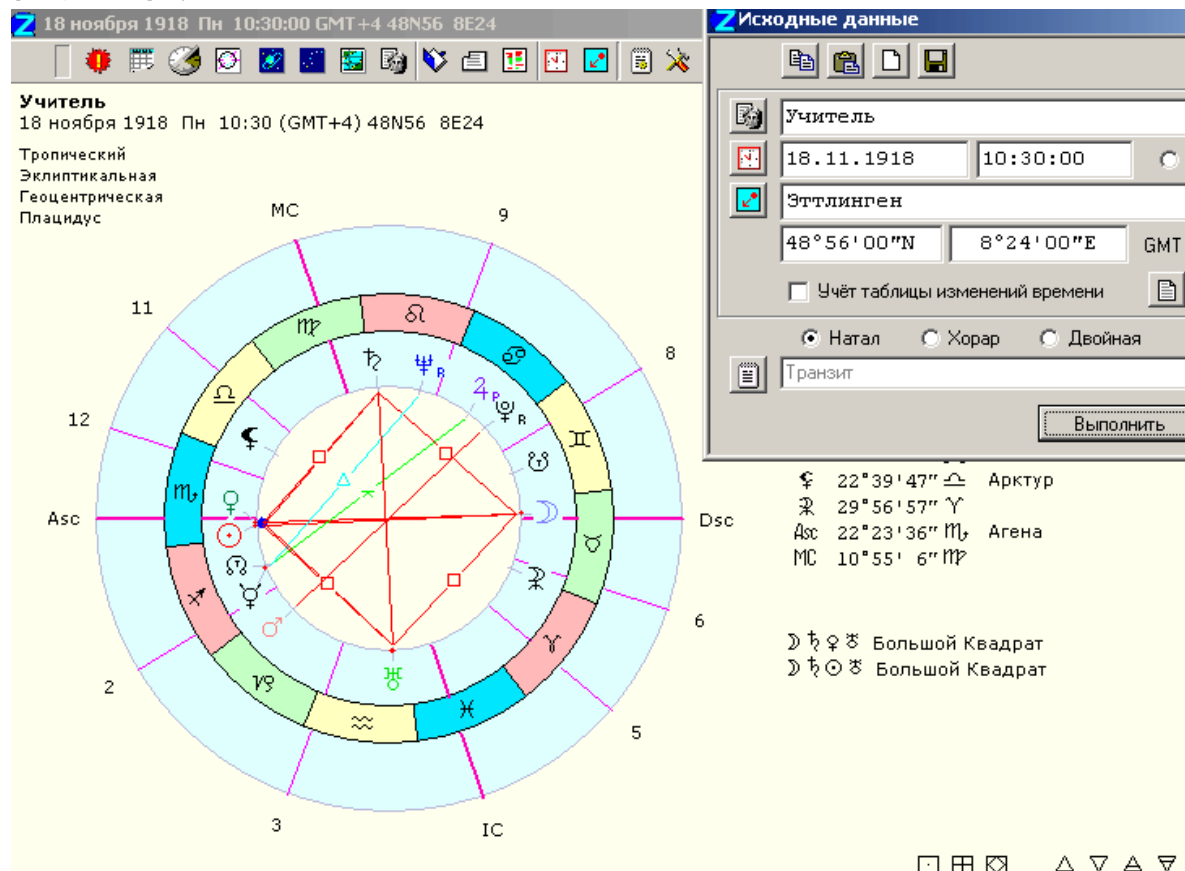 18 ноября 1918 Пн 10:30:00 GMT+4 48N56 8E24
Исходные данные
Учитель
18 ноября 1918 Пн 10:30 (GMT+4) 48N56 8E24
Тропический
Эклиптикальная
Геоцентрическая
Плацидус
Учитель
18.11.1918 10:30:00
Эттлинген
48°56'00"N 8°24'00"E GMT
Учёт таблицы изменений времени
Натал Хорар Двойная
Транзит
Выполнить
MC
9
11
8
12
Asc
Dsc
6
2
5
3
IC
R
R
R
⚸ 22°39'47" ♎ Арктур
29°56'57" ♈
Asc 22°23'36" ♏ Агена
MC 10°55' 6" ♍
☽ ♄ ♀ ♅ Большой Квадрат
☽ ♄ ☉ ♅ Большой Квадрат